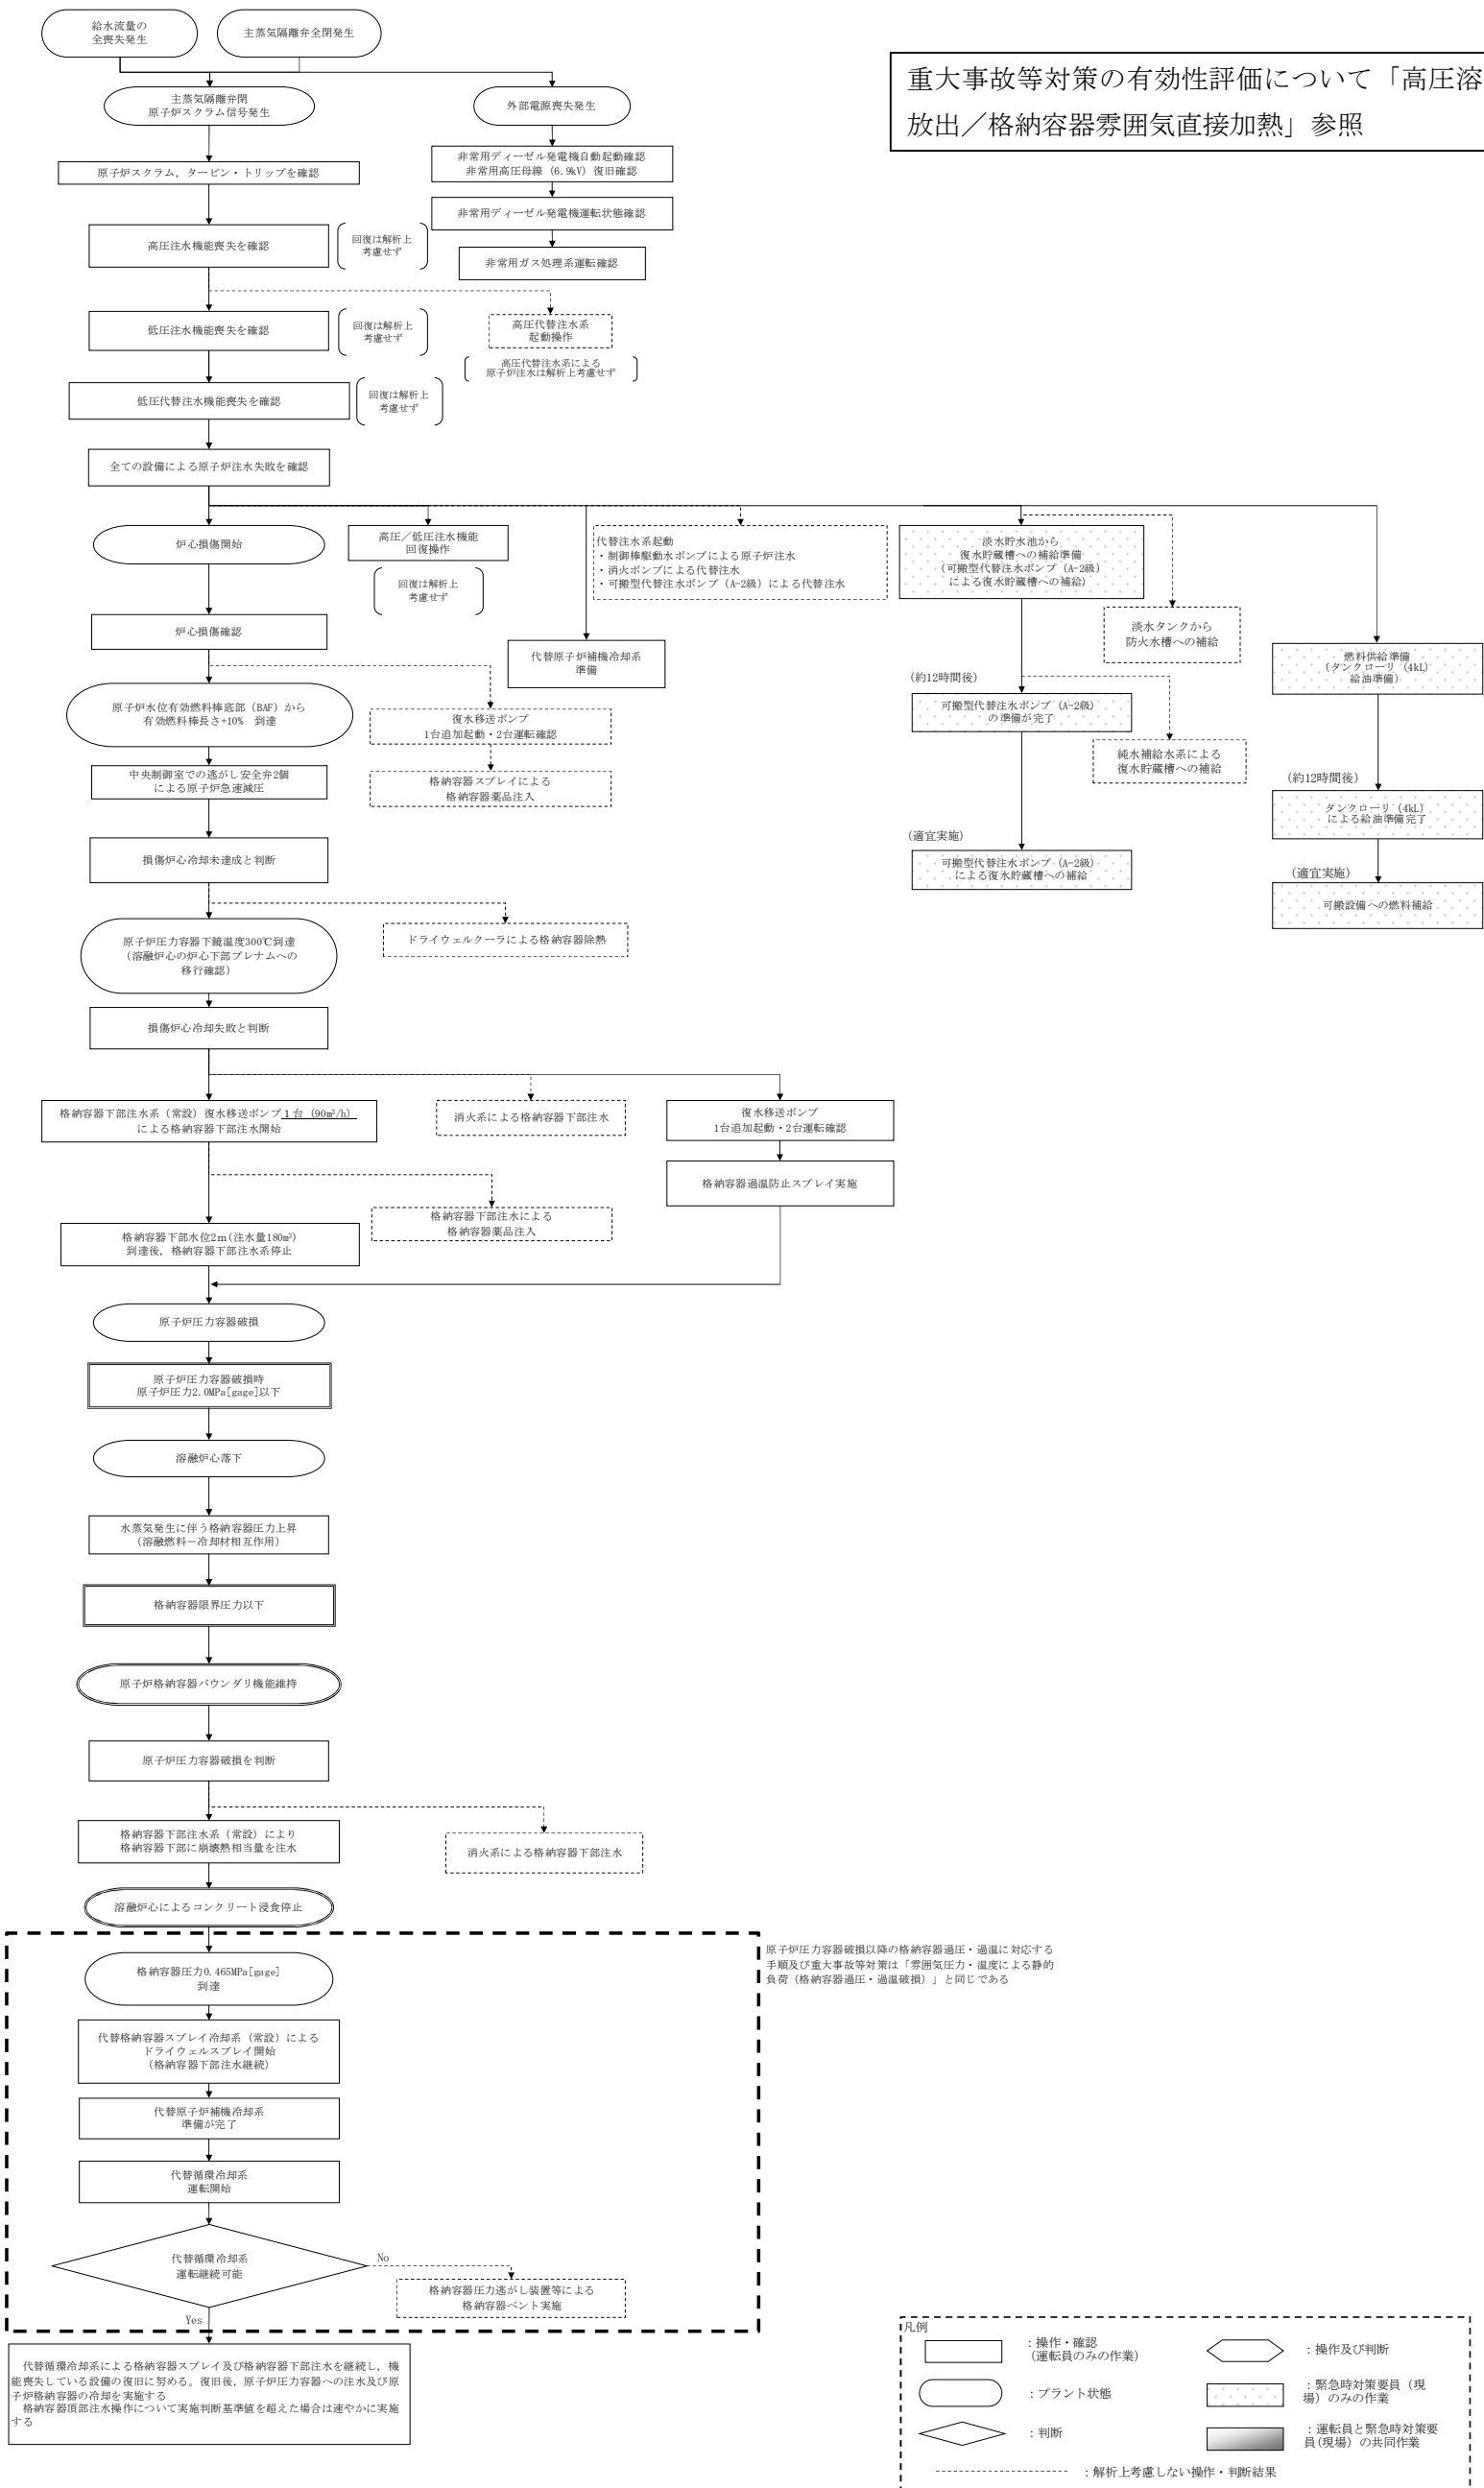 給水流量の
全喪失発生
主蒸気隔離弁全閉発生
重大事故等対策の有効性評価について「高圧溶
放出／格納容器雰囲気直接加熱」参照
主蒸気隔離弁閉
原子炉スクラム信号発生
外部電源喪失発生
原子炉スクラム，タービン・トリップを確認
非常用ディーゼル発電機自動起動確認
非常用高圧母線（6.9kV）復旧確認
非常用ディーゼル発電機運転状態確認
非常用ガス処理系運転確認
高圧注水機能喪失を確認
回復は解析上
考慮せず
低圧注水機能喪失を確認
回復は解析上
考慮せず
高圧代替注水系
起動操作
高圧代替注水系による
原子炉注水は解析上考慮せず
低圧代替注水機能喪失を確認
回復は解析上
考慮せず
全ての設備による原子炉注水失敗を確認
炉心損傷開始
高圧／低圧注水機能
回復操作
回復は解析上
考慮せず
代替注水系起動
・制御棒駆動水ポンプによる原子炉注水
・消火ポンプによる代替注水
・可搬型代替注水ポンプ（A-2級）による代替注水
淡水貯水池から
復水貯蔵槽への補給準備
（可搬型代替注水ポンプ（A-2級）
による復水貯蔵槽への補給）
炉心損傷確認
代替原子炉補機冷却系
準備
淡水タンクから
防火水槽への補給
燃料供給準備
（タンクローリ（4kL）
給油準備）
原子炉水位有効燃料棒底部（BAF）から
有効燃料棒長さ+10%　到達
復水移送ポンプ
1台追加起動・2台運転確認
（約12時間後）
可搬型代替注水ポンプ（A-2級）
の準備が完了
純水補給水系による
復水貯蔵槽への補給
中央制御室での逃がし安全弁2個
による原子炉急速減圧
格納容器スプレイによる
格納容器薬品注入
（約12時間後）
タンクローリ（4kL）
による給油準備完了
損傷炉心冷却未達成と判断
（適宜実施）
可搬型代替注水ポンプ（A-2級）
による復水貯蔵槽への補給
（適宜実施）
可搬設備への燃料補給
原子炉圧力容器下鏡温度300℃到達
（溶融炉心の炉心下部プレナムへの
移行確認）
ドライウェルクーラによる格納容器除熱
損傷炉心冷却失敗と判断
格納容器下部注水系（常設）復水移送ポンプ１台（90m³/h）
による格納容器下部注水開始
消火系による格納容器下部注水
復水移送ポンプ
1台追加起動・2台運転確認
格納容器過温防止スプレイ実施
格納容器下部注水による
格納容器薬品注入
格納容器下部水位2m(注水量180m³)
到達後，格納容器下部注水系停止
原子炉圧力容器破損
原子炉圧力容器破損時
原子炉圧力2.0MPa[gage]以下
溶融炉心落下
水蒸気発生に伴う格納容器圧力上昇
（溶融燃料－冷却材相互作用）
格納容器限界圧力以下
原子炉格納容器バウンダリ機能維持
原子炉圧力容器破損を判断
格納容器下部注水系（常設）により
格納容器下部に崩壊熱相当量を注水
消火系による格納容器下部注水
溶融炉心によるコンクリート浸食停止
原子炉圧力容器破損以降の格納容器過圧・過温に対応する
手順及び重大事故等対策は「雰囲気圧力・温度による静的
負荷（格納容器過圧・過温破損）」と同じである
格納容器圧力0.465MPa[gage]
到達
代替格納容器スプレイ冷却系（常設）による
ドライウェルスプレイ開始
（格納容器下部注水継続）
代替原子炉補機冷却系
準備が完了
代替循環冷却系
運転開始
代替循環冷却系
運転継続可能
No
格納容器圧力逃がし装置等による
格納容器ベント実施
Yes
代替循環冷却系による格納容器スプレイ及び格納容器下部注水を継続し，機
能喪失している設備の復旧に努める。復旧後，原子炉圧力容器への注水及び原
子炉格納容器の冷却を実施する
格納容器頂部注水操作について実施判断基準値を超えた場合は速やかに実施
する
凡例
：操作・確認
（運転員のみの作業）
：操作及び判断
：プラント状態
：緊急時対策要員（現
場）のみの作業
：判断
：運転員と緊急時対策要
員(現場）の共同作業
：解析上考慮しない操作・判断結果